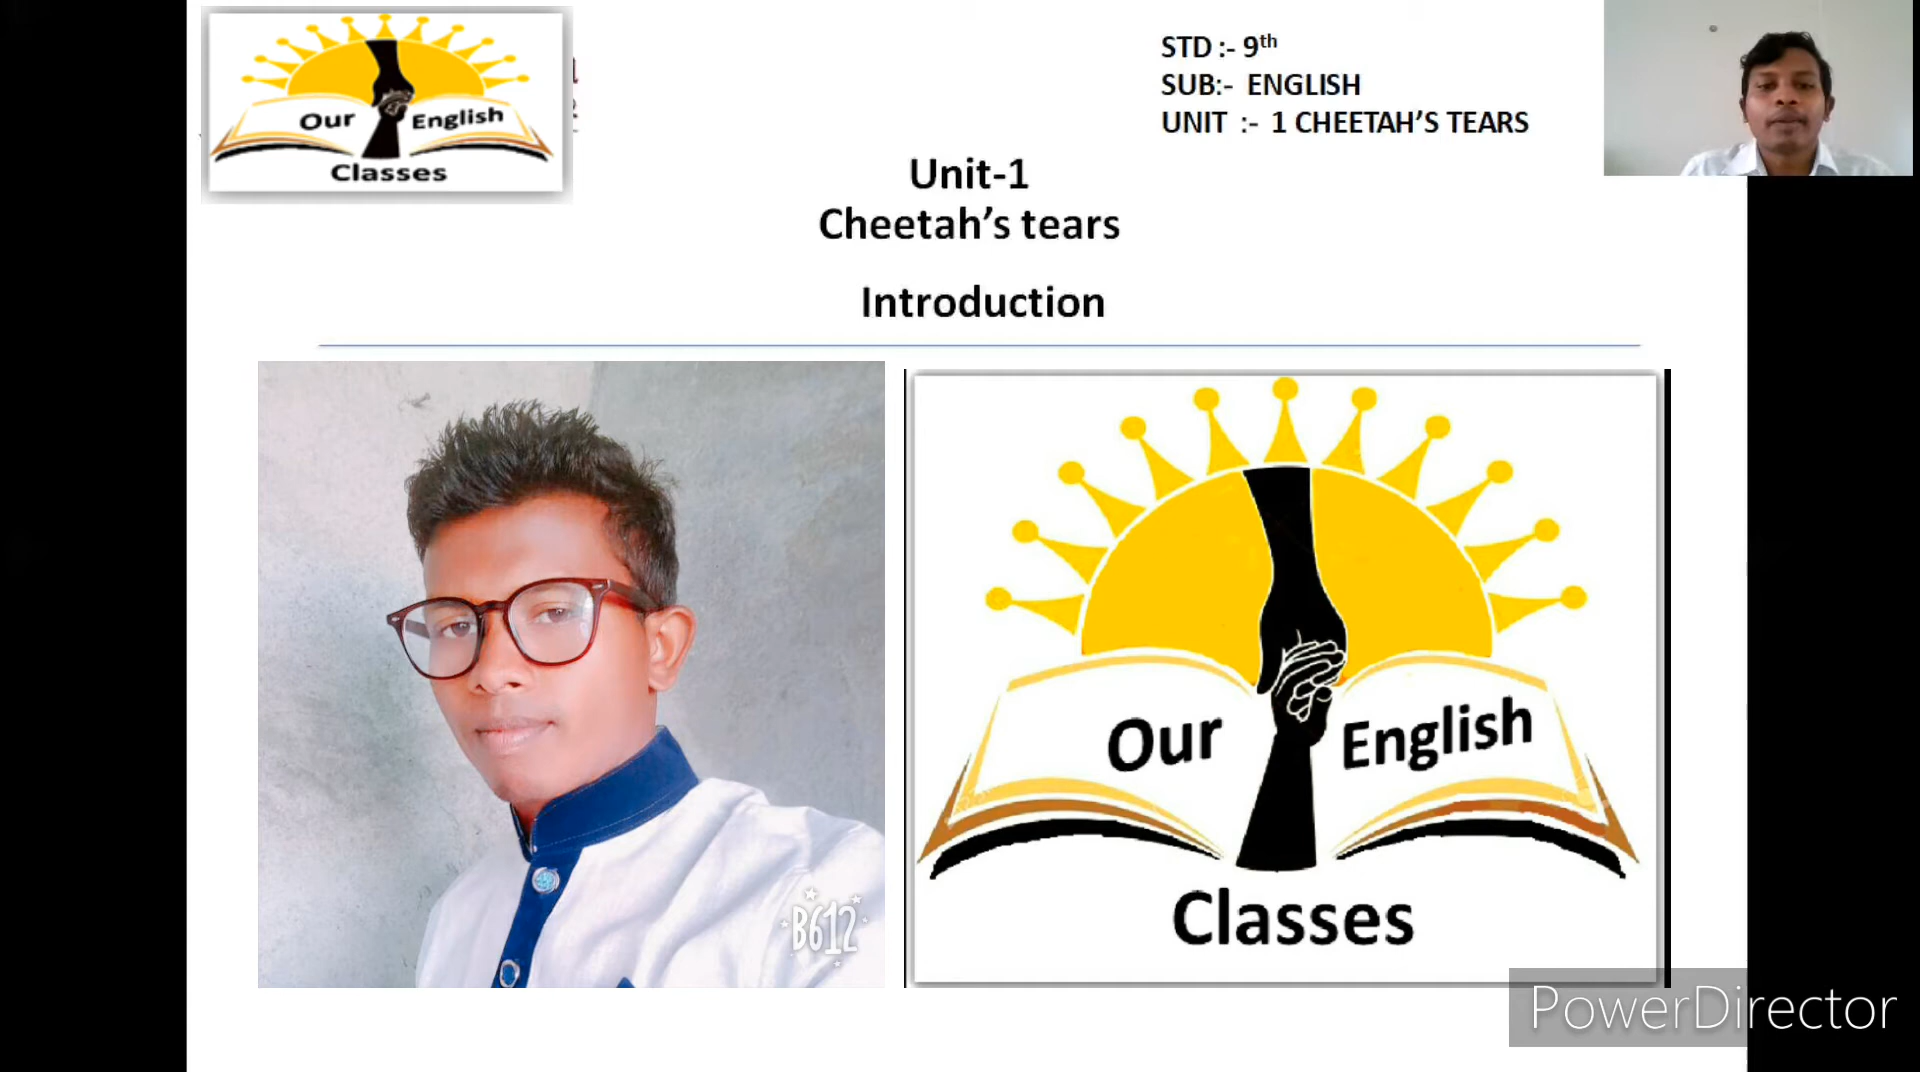 Our English
Classes
STD :- 9th
SUB:- ENGLISH
UNIT :- 1 CHEETAH'S TEARS
Unit-1
Cheetah's tears
Introduction
B612
Our English
Classes
PowerDirector